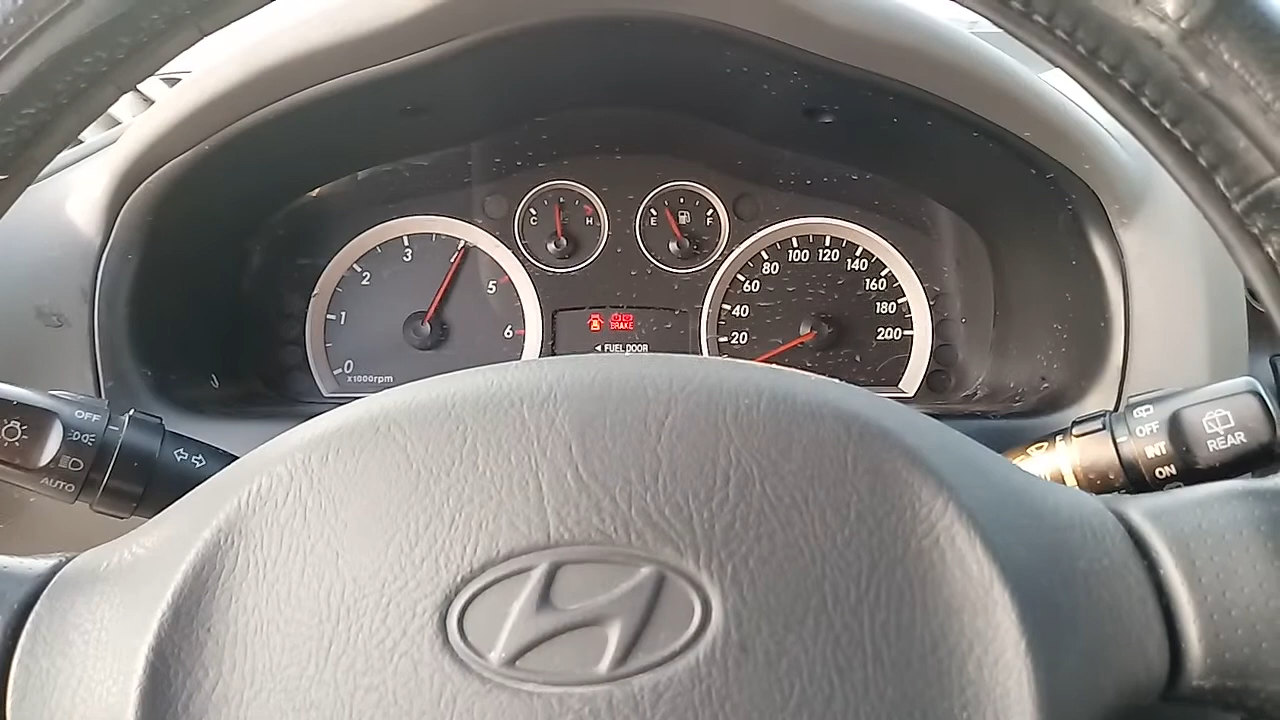 C H
E F
0 1 2 3 4 5 6
x1000rpm
20 40 60 80 100 120 140 160 180 200
BRAKE
◄ FUEL DOOR
OFF
AUTO
OFF
INT
ON
REAR